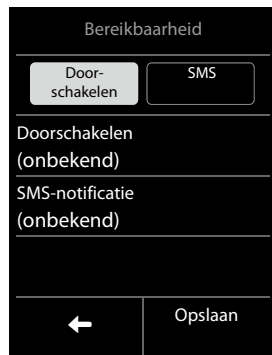 Bereikbaarheid
Door-
schakelen
SMS
Doorschakelen
(onbekend)
SMS-notificatie
(onbekend)
Opslaan